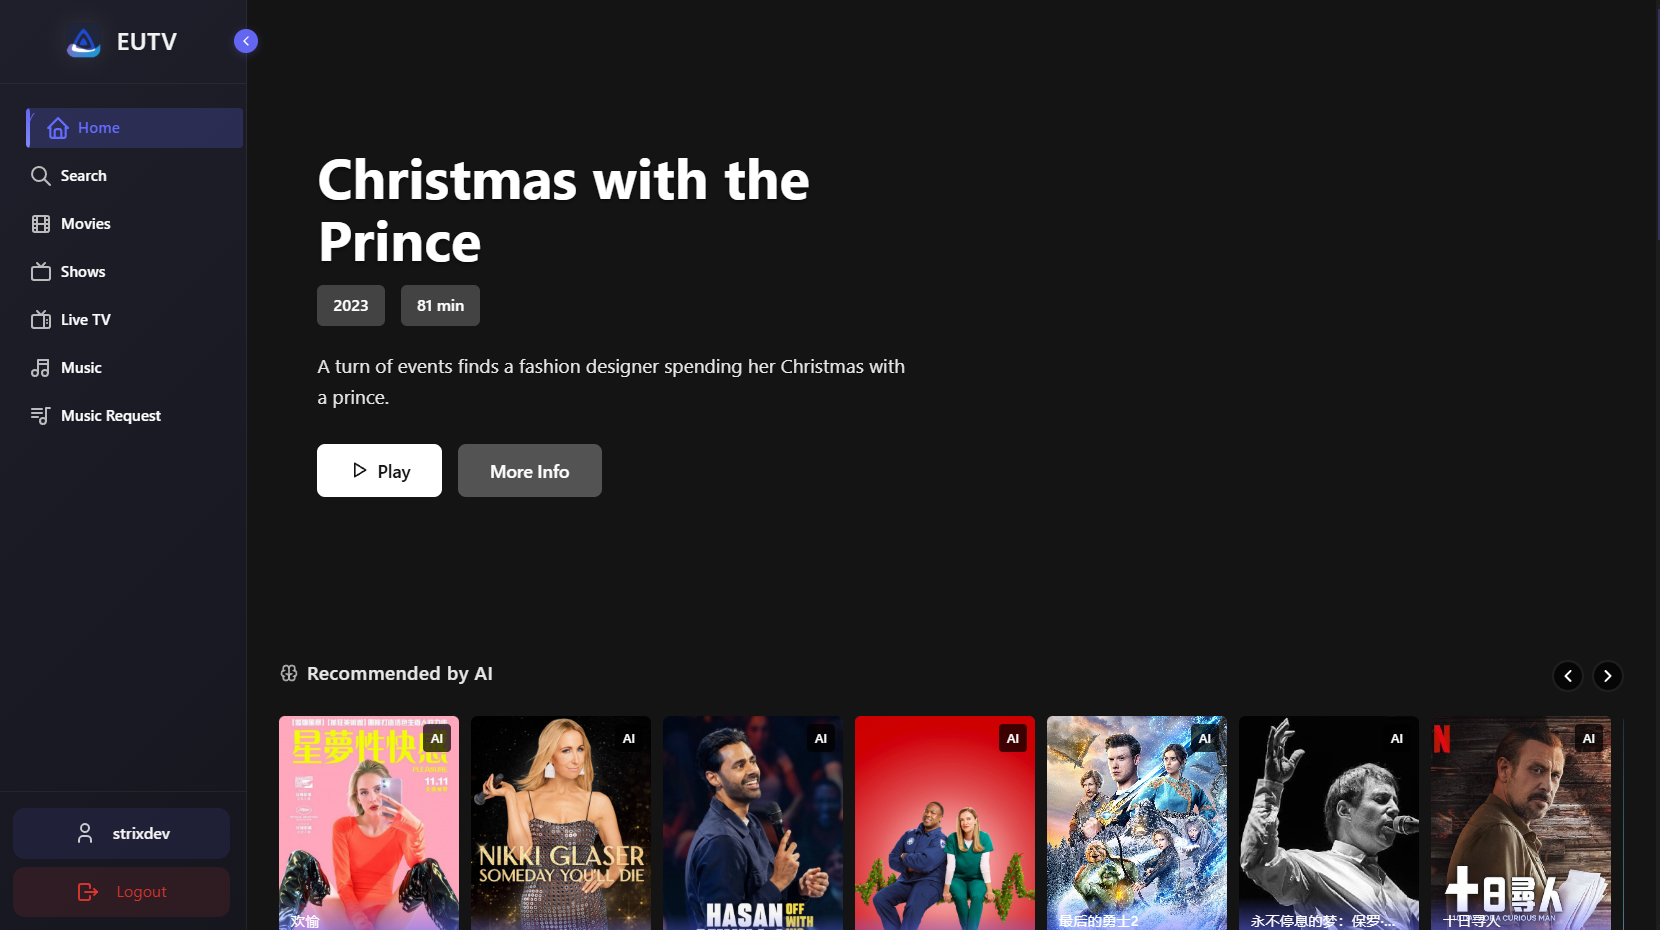 EUTV
Home
Search
Movies
Shows
Live TV
Music
Music Request
strixdev
Logout
Christmas with the
Prince
2023
81 min
A turn of events finds a fashion designer spending her Christmas with
a prince.
Play
More Info
Recommended by AI
AI
星夢性快
11.11
欢愉
AI
NIKKI GLASER
SOMEDAY YOU'LL DIE
AI
HASAN OFF
WITH
AI
AI
最后的勇士2
AI
永不停息的梦：保罗·...
AI
N
十日尋人
CURIOUS MAN
十日寻人